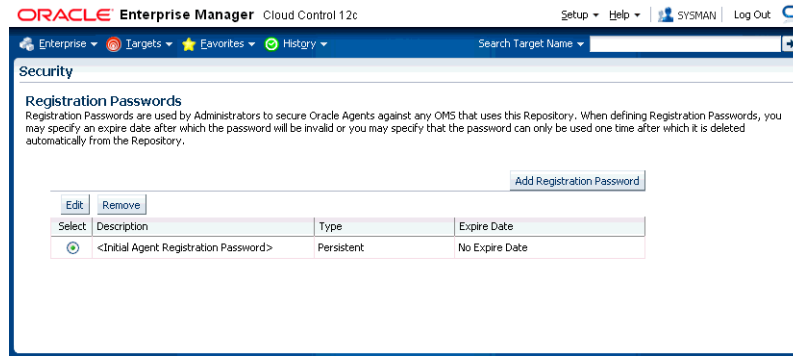 ORACLE Enterprise Manager Cloud Control 12c
Setup Help SYSMAN Log Out
Enterprise Targets Favorites History Search Target Name
Security
Registration Passwords
Registration Passwords are used by Administrators to secure Oracle Agents against any OMS that uses this Repository. When defining Registration Passwords, you
may specify an expire date after which the password will be invalid or you may specify that the password can only be used one time after which it is deleted
automatically from the Repository.
Add Registration Password
Edit Remove
Select Description Type Expire Date
<Initial Agent Registration Password> Persistent No Expire Date